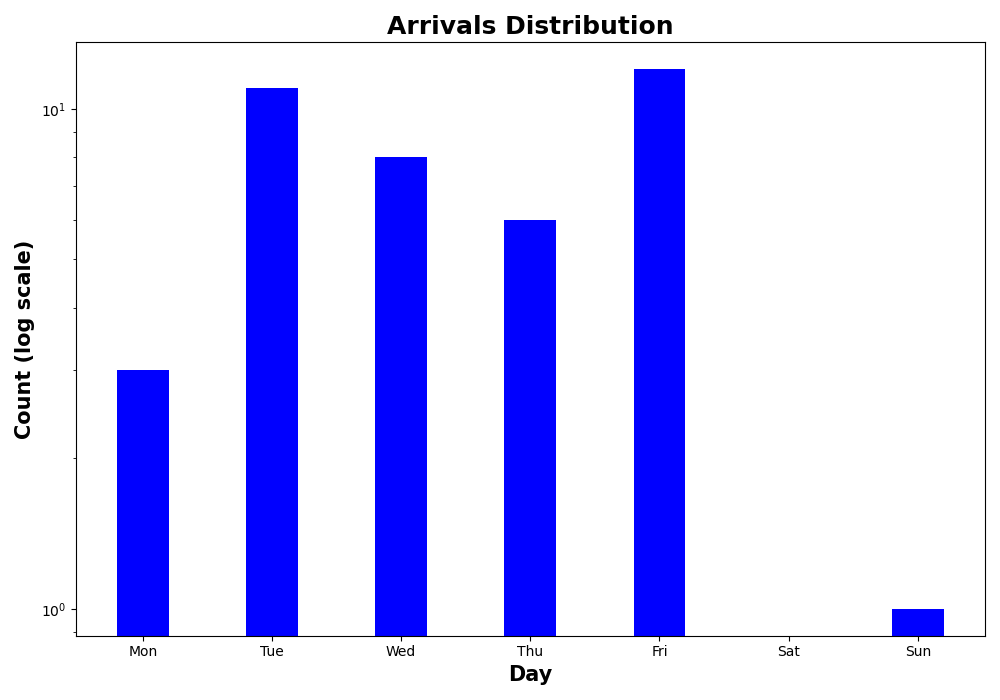 Arrivals Distribution
Count (log scale)
10¹
10⁰
Mon Tue Wed Thu Fri Sat Sun
Day